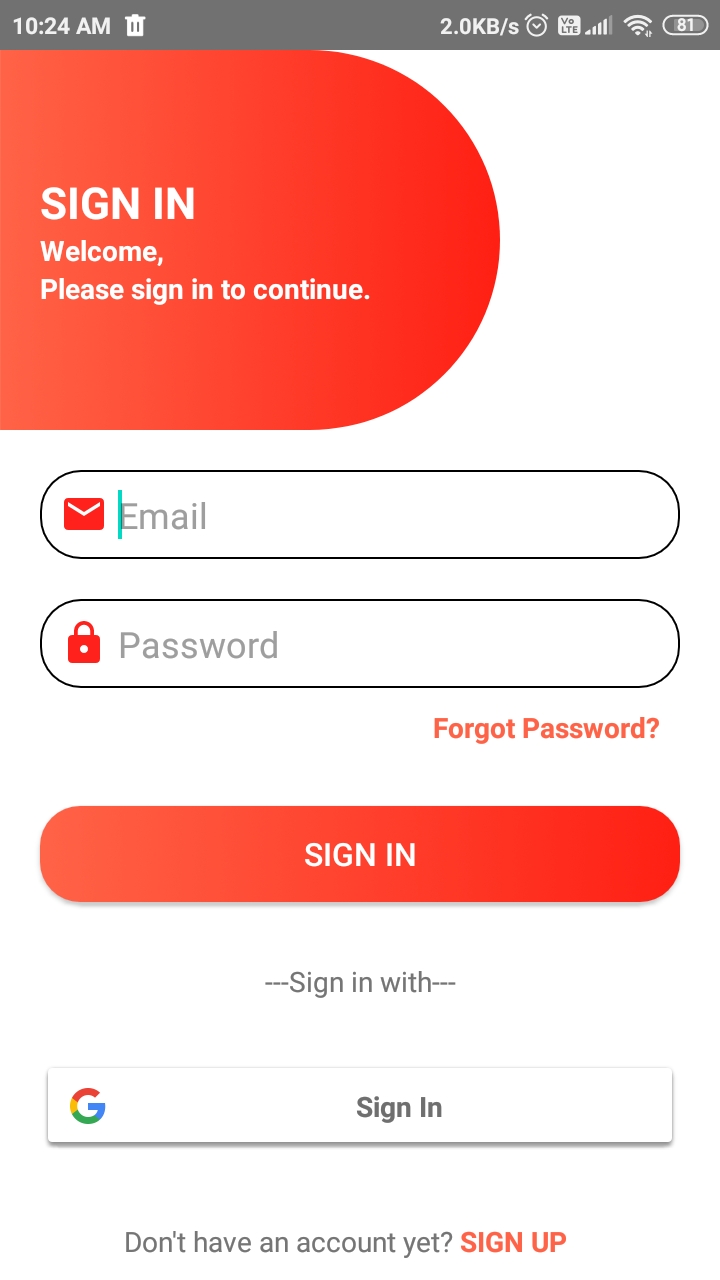 10:24 AM 2.0KB/s Vo LTE 81
SIGN IN
Welcome,
Please sign in to continue.
Email
Password
Forgot Password?
SIGN IN
---Sign in with---
G Sign In
Don't have an account yet? SIGN UP